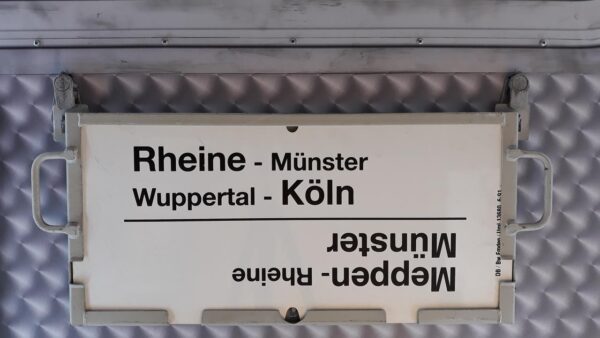 Rheine - Münster
Wuppertal - Köln
Meppen - Rheine
Münster